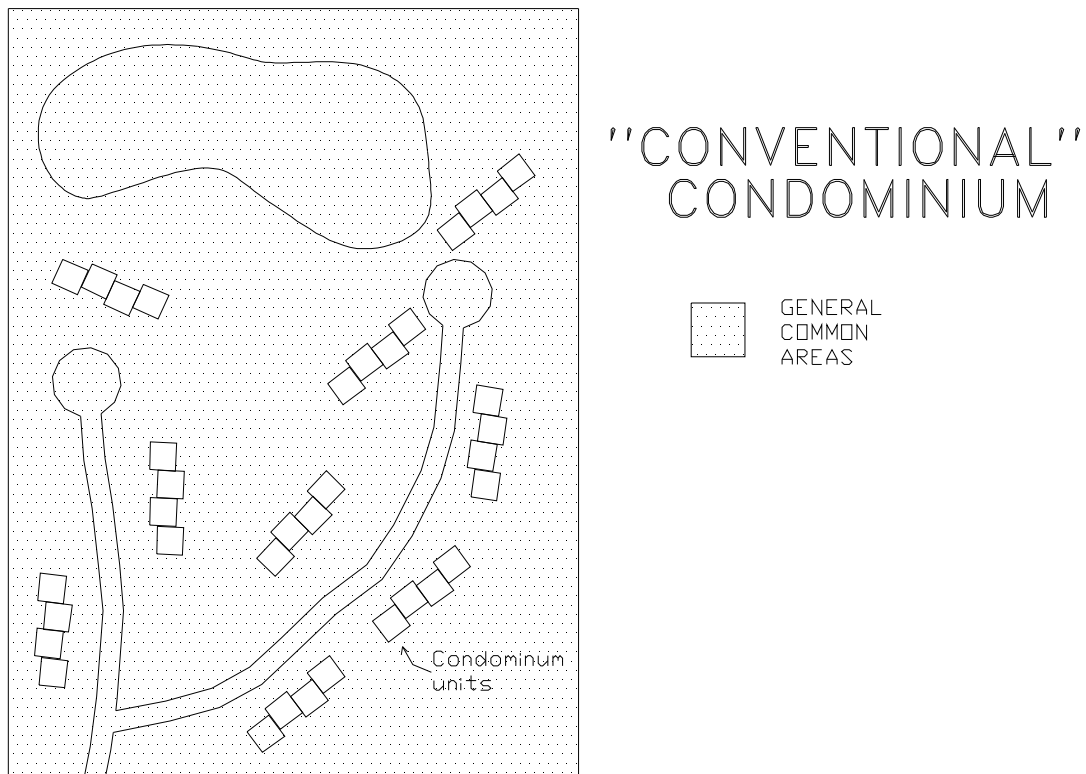 "CONVENTIONAL"
CONDOMINIUM
GENERAL
COMMON
AREAS
Condominum
units